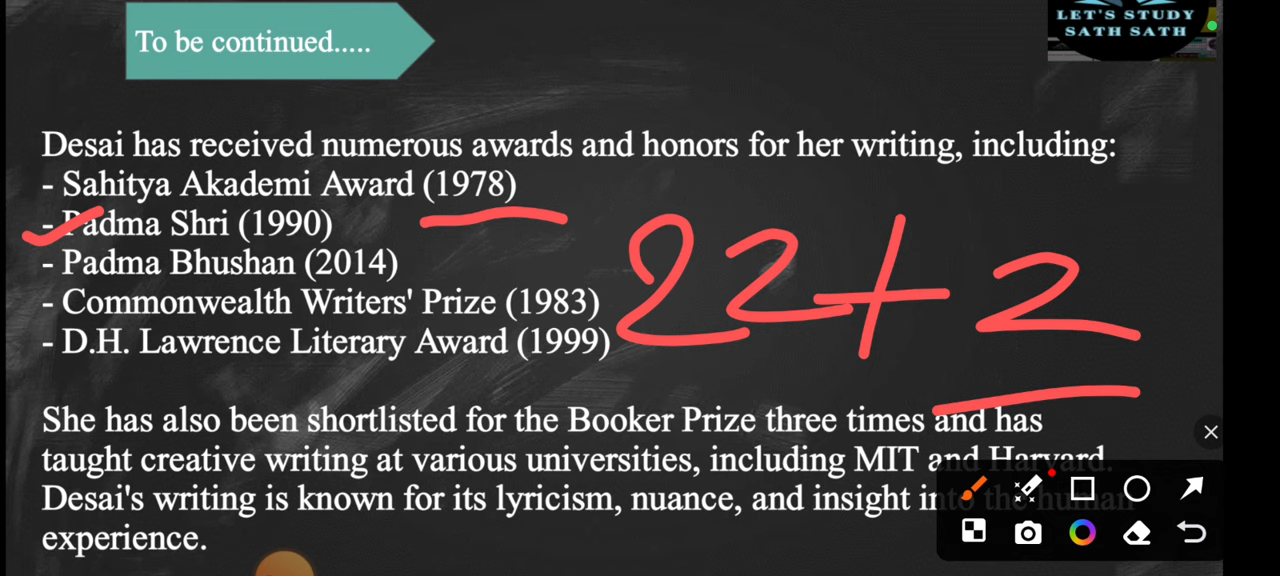 To be continued.....
LET'S STUDY
SATH SATH
Desai has received numerous awards and honors for her writing, including:
- Sahitya Akademi Award (1978)
- Padma Shri (1990)
- Padma Bhushan (2014)
- Commonwealth Writers' Prize (1983)
- D.H. Lawrence Literary Award (1999)
22+2
She has also been shortlisted for the Booker Prize three times and has
taught creative writing at various universities, including MIT and Harvard.
Desai's writing is known for its lyricism, nuance, and insight into the human
experience.